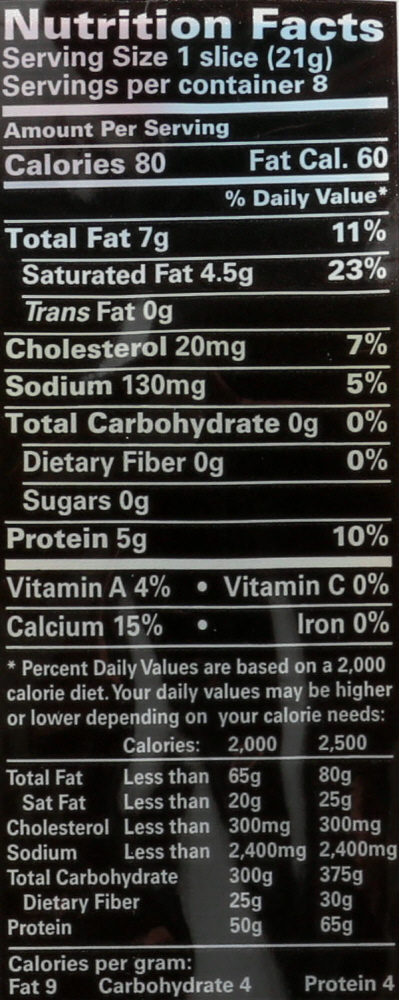 Nutrition Facts
Serving Size 1 slice (21g)
Servings per container 8
Amount Per Serving
Calories 80 Fat Cal. 60
% Daily Value*
Total Fat 7g 11%
Saturated Fat 4.5g 23%
Trans Fat 0g
Cholesterol 20mg 7%
Sodium 130mg 5%
Total Carbohydrate 0g 0%
Dietary Fiber 0g 0%
Sugars 0g
Protein 5g 10%
Vitamin A 4% • Vitamin C 0%
Calcium 15% • Iron 0%
* Percent Daily Values are based on a 2,000
calorie diet. Your daily values may be higher
or lower depending on your calorie needs:
Calories: 2,000 2,500
Total Fat Less than 65g 80g
Sat Fat Less than 20g 25g
Cholesterol Less than 300mg 300mg
Sodium Less than 2,400mg 2,400mg
Total Carbohydrate 300g 375g
Dietary Fiber 25g 30g
Protein 50g 65g
Calories per gram:
Fat 9 Carbohydrate 4 Protein 4